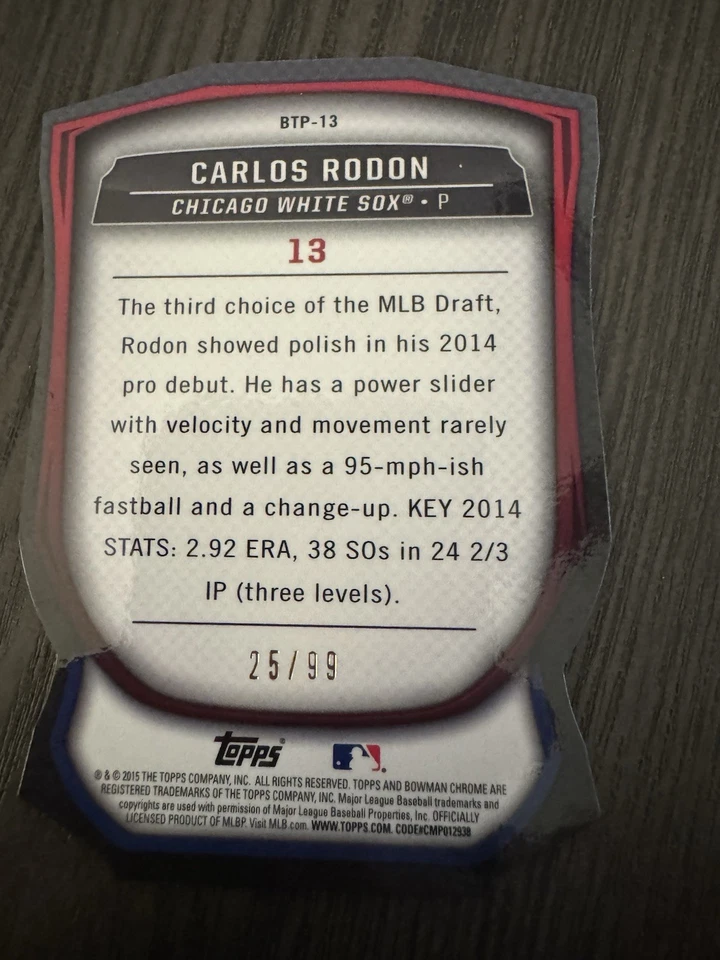 BTP-13
CARLOS RODON
CHICAGO WHITE SOX® • P
13
The third choice of the MLB Draft,
Rodon showed polish in his 2014
pro debut. He has a power slider
with velocity and movement rarely
seen, as well as a 95-mph-ish
fastball and a change-up. KEY 2014
STATS: 2.92 ERA, 38 SOs in 24 2/3
IP (three levels).
25/99
topps®
® & © 2015 THE TOPPS COMPANY, INC. ALL RIGHTS RESERVED. TOPPS AND BOWMAN CHROME ARE
REGISTERED TRADEMARKS OF THE TOPPS COMPANY, INC. Major League Baseball trademarks and
copyrights are used with permission of Major League Baseball Properties, Inc. OFFICIALLY
LICENSED PRODUCT OF MLBP. Visit MLB.com. WWW.TOPPS.COM. CODE#CMP012938